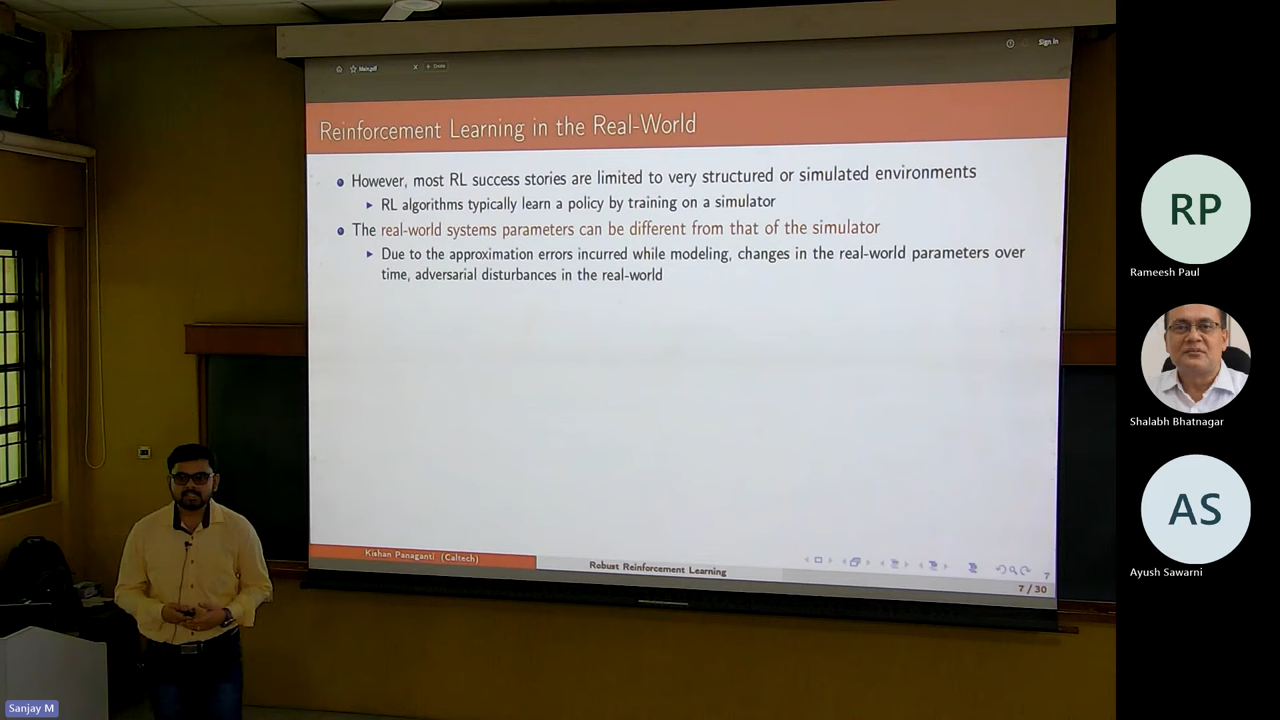 Sign In
Main.pdf
Create
Reinforcement Learning in the Real-World
However, most RL success stories are limited to very structured or simulated environments
RL algorithms typically learn a policy by training on a simulator
The real-world systems parameters can be different from that of the simulator
Due to the approximation errors incurred while modeling, changes in the real-world parameters over
time, adversarial disturbances in the real-world
Kishan Panaganti (Caltech)
Robust Reinforcement Learning
7
7 / 30
RP
Rameesh Paul
Shalabh Bhatnagar
AS
Ayush Sawarni
Sanjay M